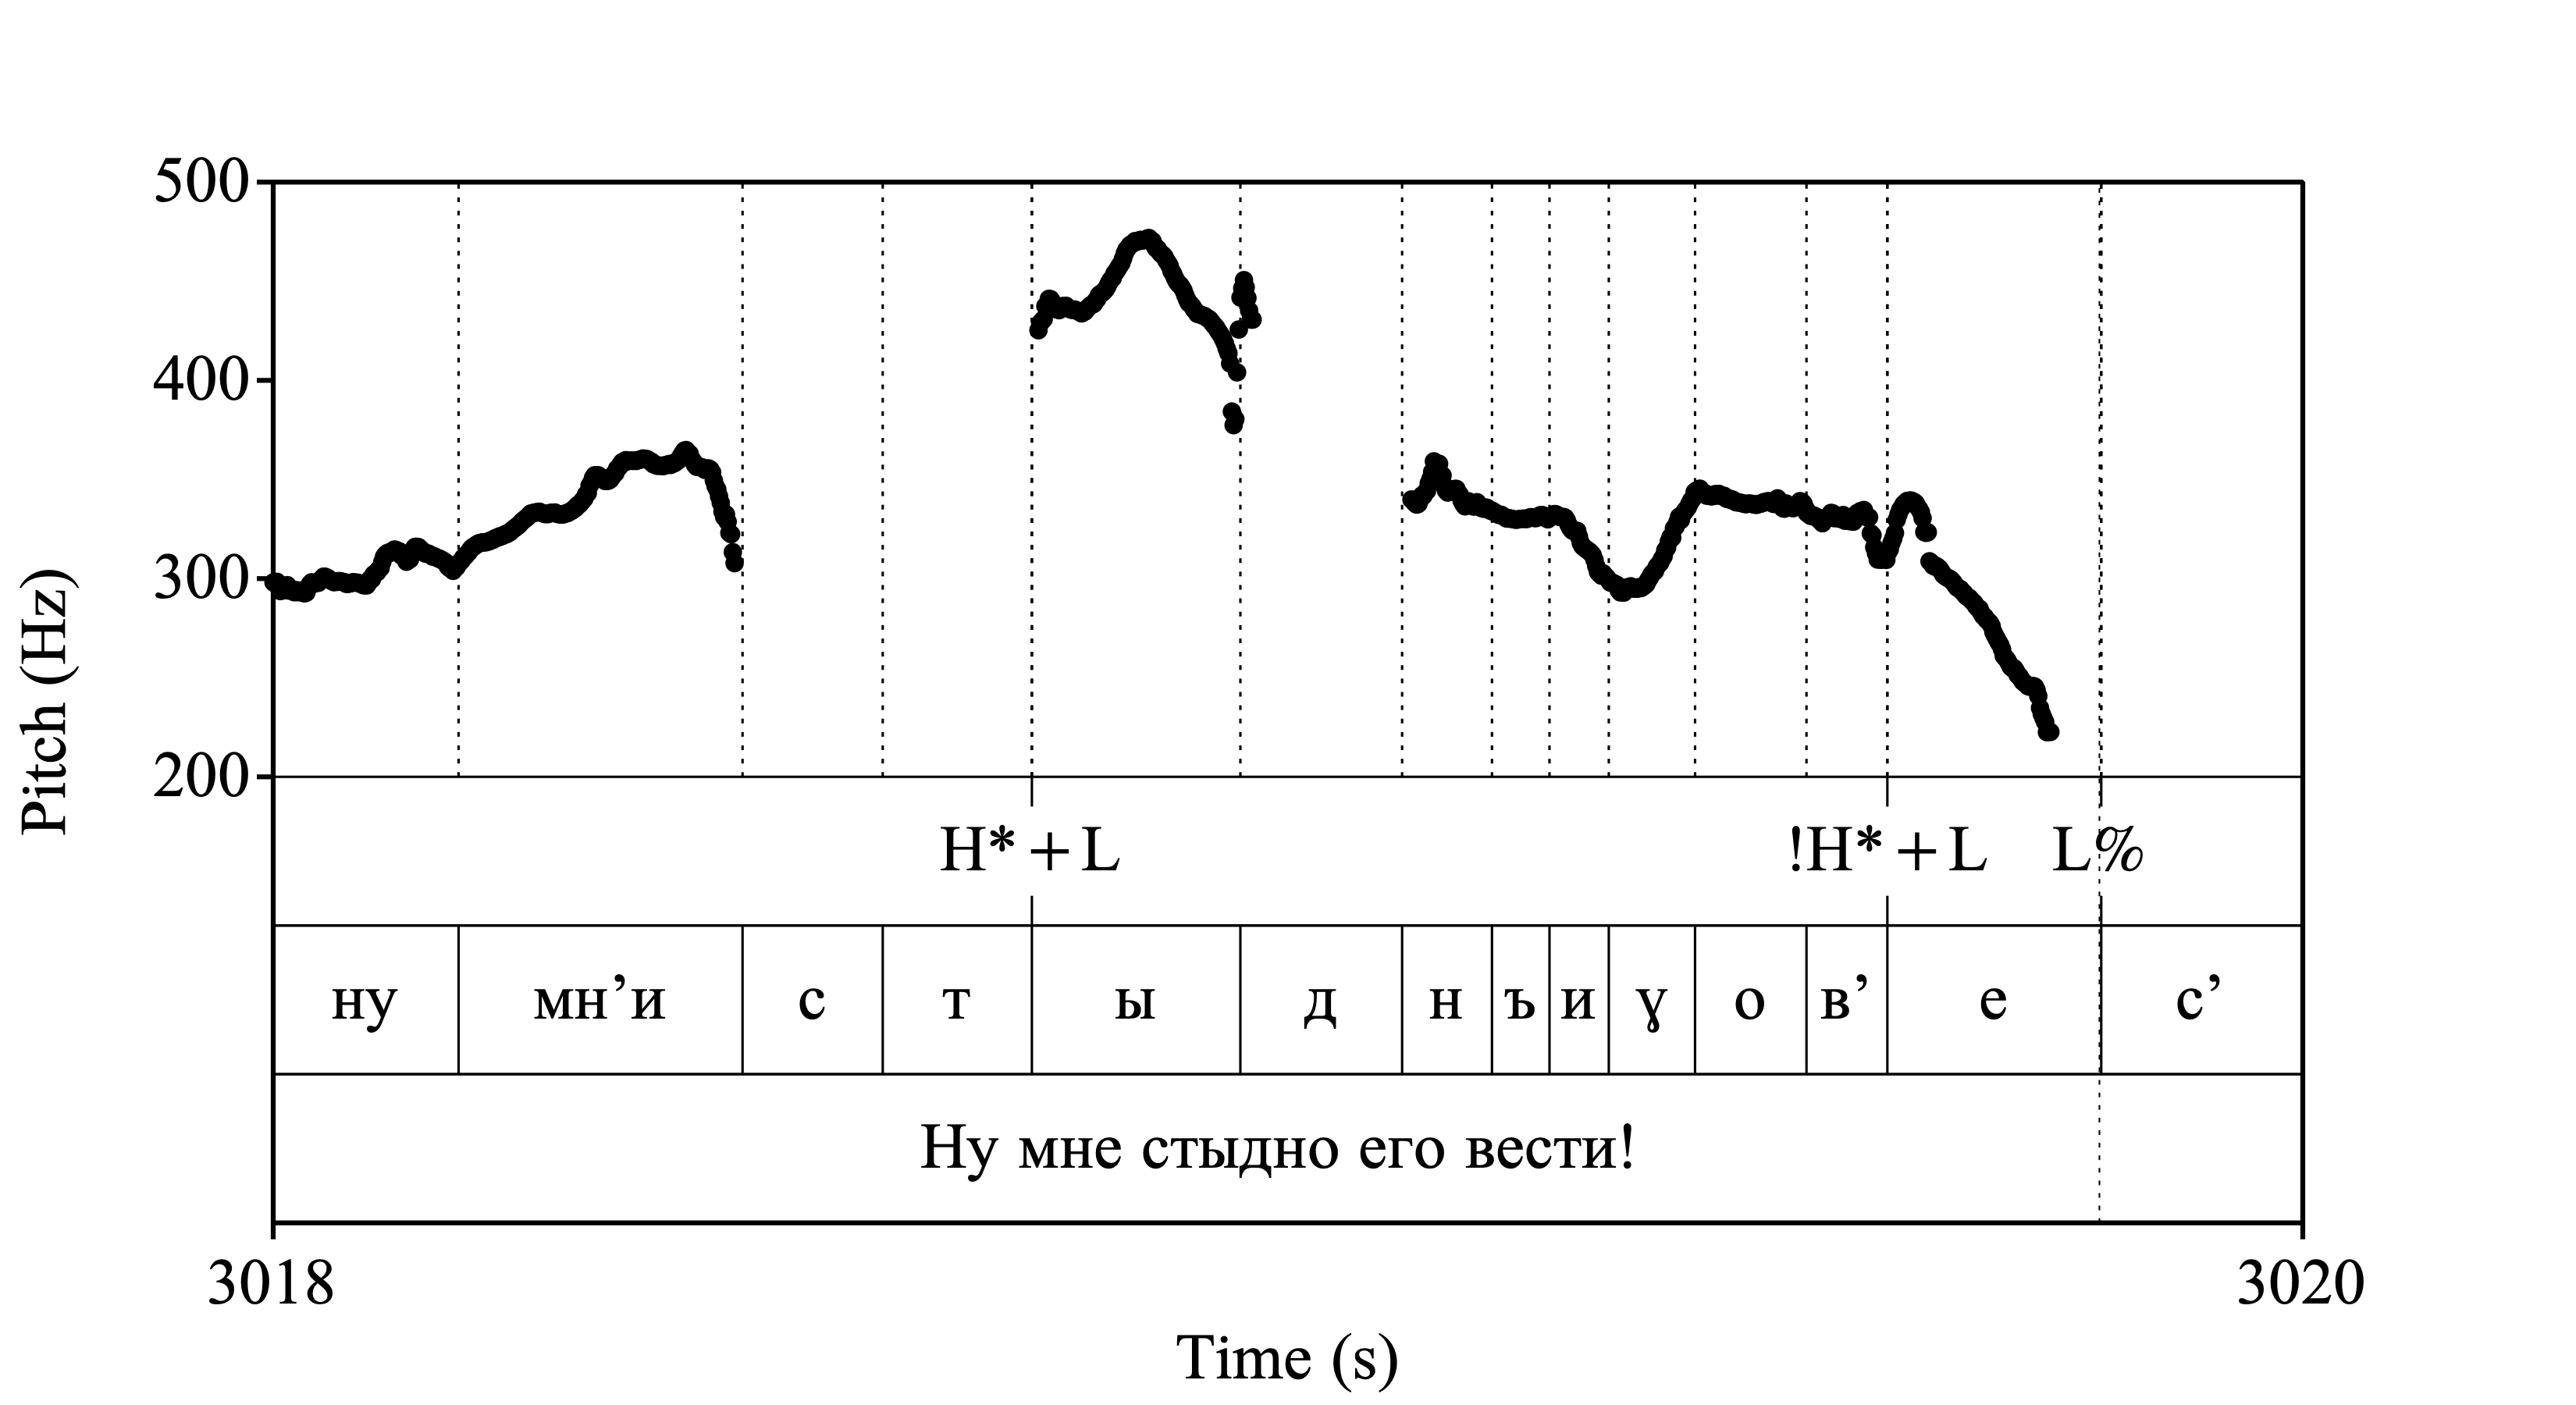 500
400
300
200
Pitch (Hz)
H* + L !H* + L L%
ну мн’и с т ы д н ъ и ɣ о в’ е с’
Ну мне стыдно его вести!
3018 3020
Time (s)